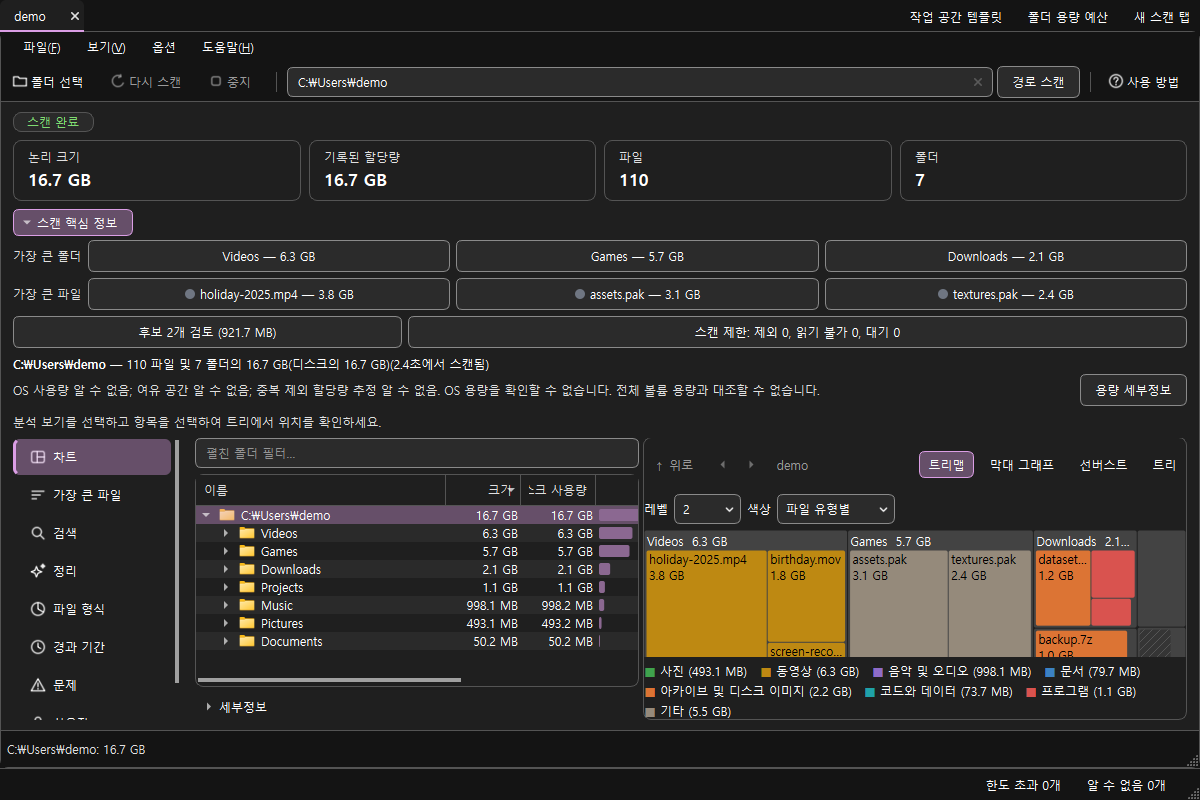 demo ✕ 작업 공간 템플릿 폴더 용량 예산 새 스캔 탭
파일(F) 보기(V) 옵션 도움말(H)
폴더 선택 다시 스캔 중지 C:₩Users₩demo 경로 스캔 사용 방법
스캔 완료
논리 크기 기록된 할당량 파일 폴더
16.7 GB 16.7 GB 110 7
스캔 핵심 정보
가장 큰 폴더 Videos — 6.3 GB Games — 5.7 GB Downloads — 2.1 GB
가장 큰 파일 holiday-2025.mp4 — 3.8 GB assets.pak — 3.1 GB textures.pak — 2.4 GB
후보 2개 검토 (921.7 MB) 스캔 제한: 제외 0, 읽기 불가 0, 대기 0
C:₩Users₩demo — 110 파일 및 7 폴더의 16.7 GB(디스크의 16.7 GB)(2.4초에서 스캔됨)
OS 사용량 알 수 없음; 여유 공간 알 수 없음; 중복 제외 할당량 추정 알 수 없음. OS 용량을 확인할 수 없습니다. 전체 볼륨 용량과 대조할 수 없습니다. 용량 세부정보
분석 보기를 선택하고 항목을 선택하여 트리에서 위치를 확인하세요.
차트
가장 큰 파일
검색
정리
파일 형식
경과 기간
문제
펼친 폴더 필터...
이름 크기 스크 사용량
C:₩Users₩demo 16.7 GB 16.7 GB
Videos 6.3 GB 6.3 GB
Games 5.7 GB 5.7 GB
Downloads 2.1 GB 2.1 GB
Projects 1.1 GB 1.1 GB
Music 998.1 MB 998.2 MB
Pictures 493.1 MB 493.2 MB
Documents 50.2 MB 50.2 MB
세부정보
↑ 위로 demo 트리맵 막대 그래프 선버스트 트리
레벨 2 색상 파일 유형별
Videos 6.3 GB Games 5.7 GB Downloads 2.1...
holiday-2025.mp4 birthday.mov assets.pak textures.pak dataset...
3.8 GB 1.8 GB 3.1 GB 2.4 GB 1.2 GB
backup.7z
screen-reco... 1.0 GB
사진 (493.1 MB) 동영상 (6.3 GB) 음악 및 오디오 (998.1 MB) 문서 (79.7 MB)
아카이브 및 디스크 이미지 (2.2 GB) 코드와 데이터 (73.7 MB) 프로그램 (1.1 GB)
기타 (5.5 GB)
C:₩Users₩demo: 16.7 GB
한도 초과 0개 알 수 없음 0개